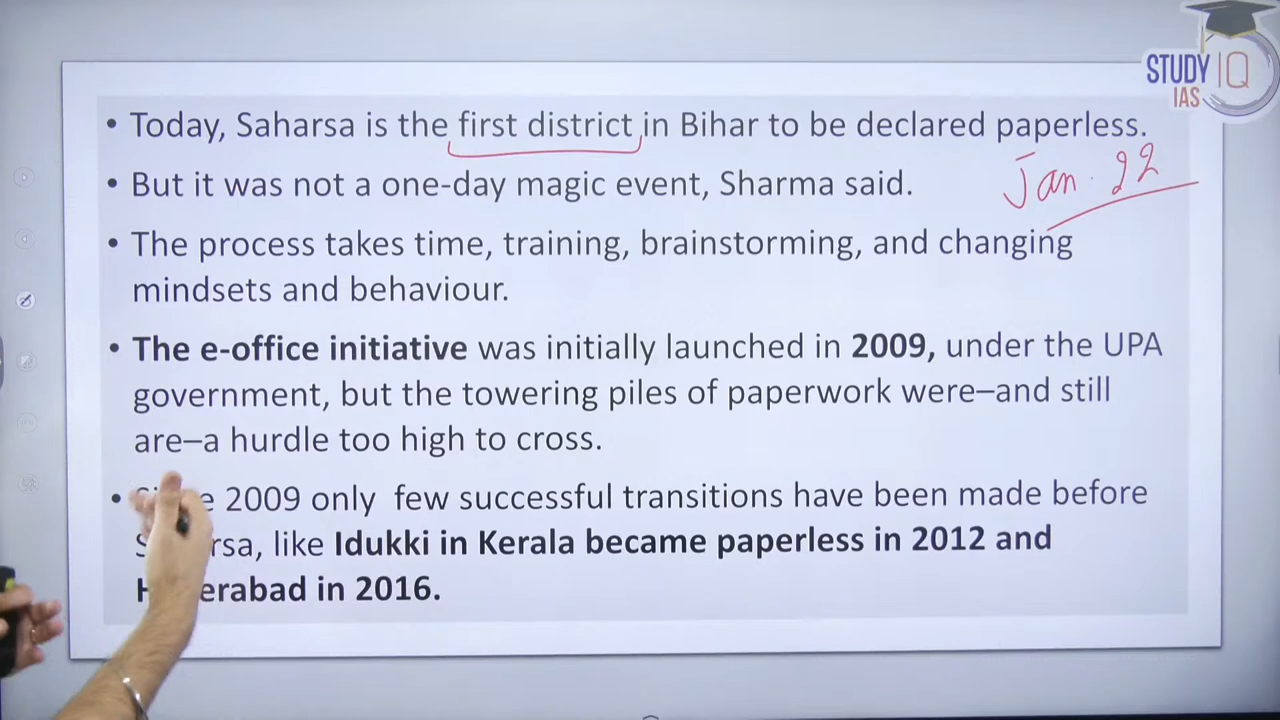 STUDY IQ
IAS
• Today, Saharsa is the first district in Bihar to be declared paperless.
Jan. 22
• But it was not a one-day magic event, Sharma said.
• The process takes time, training, brainstorming, and changing
mindsets and behaviour.
• The e-office initiative was initially launched in 2009, under the UPA
government, but the towering piles of paperwork were–and still
are–a hurdle too high to cross.
• 2009 only few successful transitions have been made before
like Idukki in Kerala became paperless in 2012 and
in 2016.